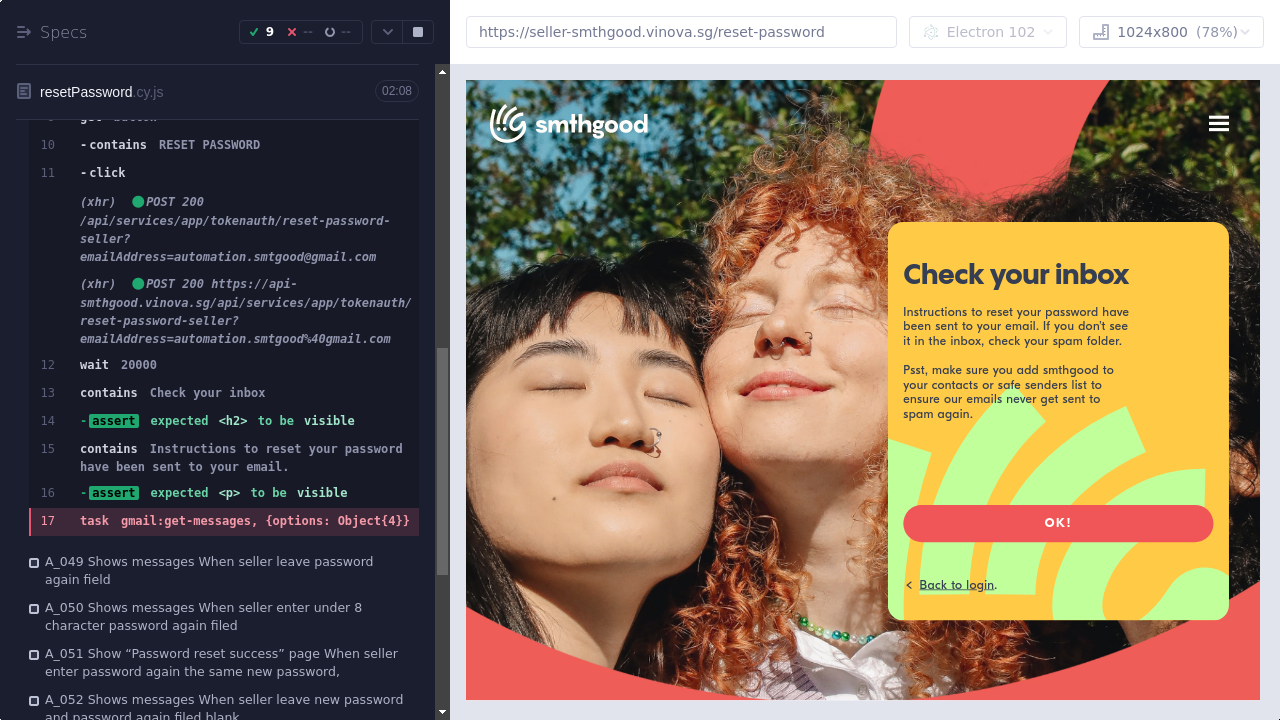 Specs
9
--
--
https://seller-smthgood.vinova.sg/reset-password
Electron 102
1024x800 (78%)
resetPassword.cy.js
02:08
10 -contains RESET PASSWORD
11 -click
(xhr) POST 200
/api/services/app/tokenauth/reset-password-
seller?
emailAddress=automation.smtgood@gmail.com
(xhr) POST 200 https://api-
smthgood.vinova.sg/api/services/app/tokenauth/
reset-password-seller?
emailAddress=automation.smtgood%40gmail.com
12 wait 20000
13 contains Check your inbox
14 -assert expected <h2> to be visible
15 contains Instructions to reset your password
have been sent to your email.
16 -assert expected <p> to be visible
17 task gmail:get-messages, {options: Object{4}}
A_049 Shows messages When seller leave password
again field
A_050 Shows messages When seller enter under 8
character password again filed
A_051 Show “Password reset success” page When seller
enter password again the same new password,
A_052 Shows messages When seller leave new password
and password again filed blank
smthgood
Check your inbox
Instructions to reset your password have
been sent to your email. If you don't see
it in the inbox, check your spam folder.
Psst, make sure you add smthgood to
your contacts or safe senders list to
ensure our emails never get sent to
spam again.
OK!
< Back to login.